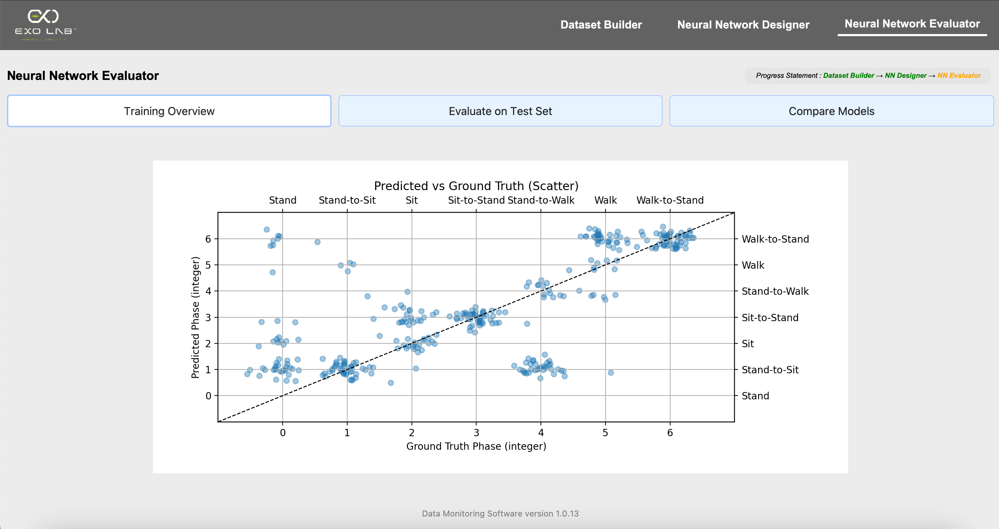 EXO LAB
Dataset Builder
Neural Network Designer
Neural Network Evaluator
Neural Network Evaluator
Progress Statement : Dataset Builder → NN Designer → NN Evaluator
Training Overview
Evaluate on Test Set
Compare Models
Predicted vs Ground Truth (Scatter)
Stand Stand-to-Sit Sit Sit-to-Stand Stand-to-Walk Walk Walk-to-Stand
6 Walk-to-Stand
5 Walk
4 Stand-to-Walk
3 Sit-to-Stand
2 Sit
1 Stand-to-Sit
0 Stand
Predicted Phase (integer)
0 1 2 3 4 5 6
Ground Truth Phase (integer)
Data Monitoring Software version 1.0.13